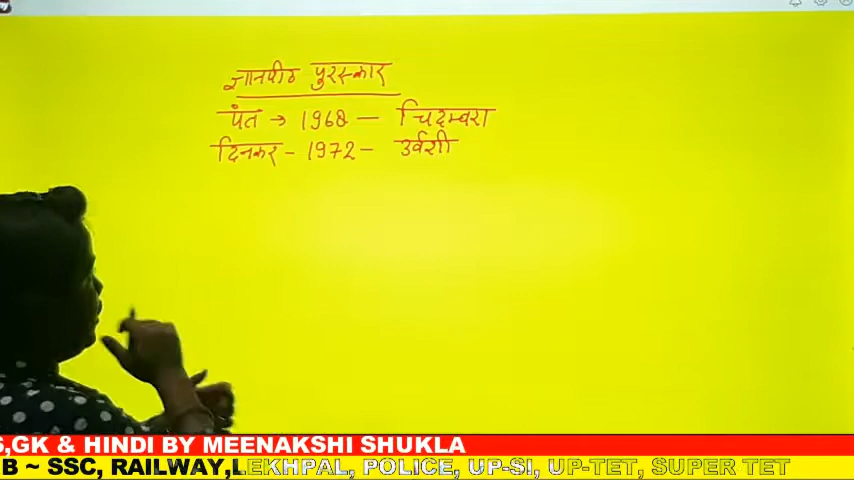 ज्ञानपीठ पुरस्कार
पंत → 1968 — चिदम्बरा
दिनकर - 1972 - उर्वशी
S,GK & HINDI BY MEENAKSHI SHUKLA
B ~ SSC, RAILWAY,LEKHPAL, POLICE, UP-SI, UP-TET, SUPER TET